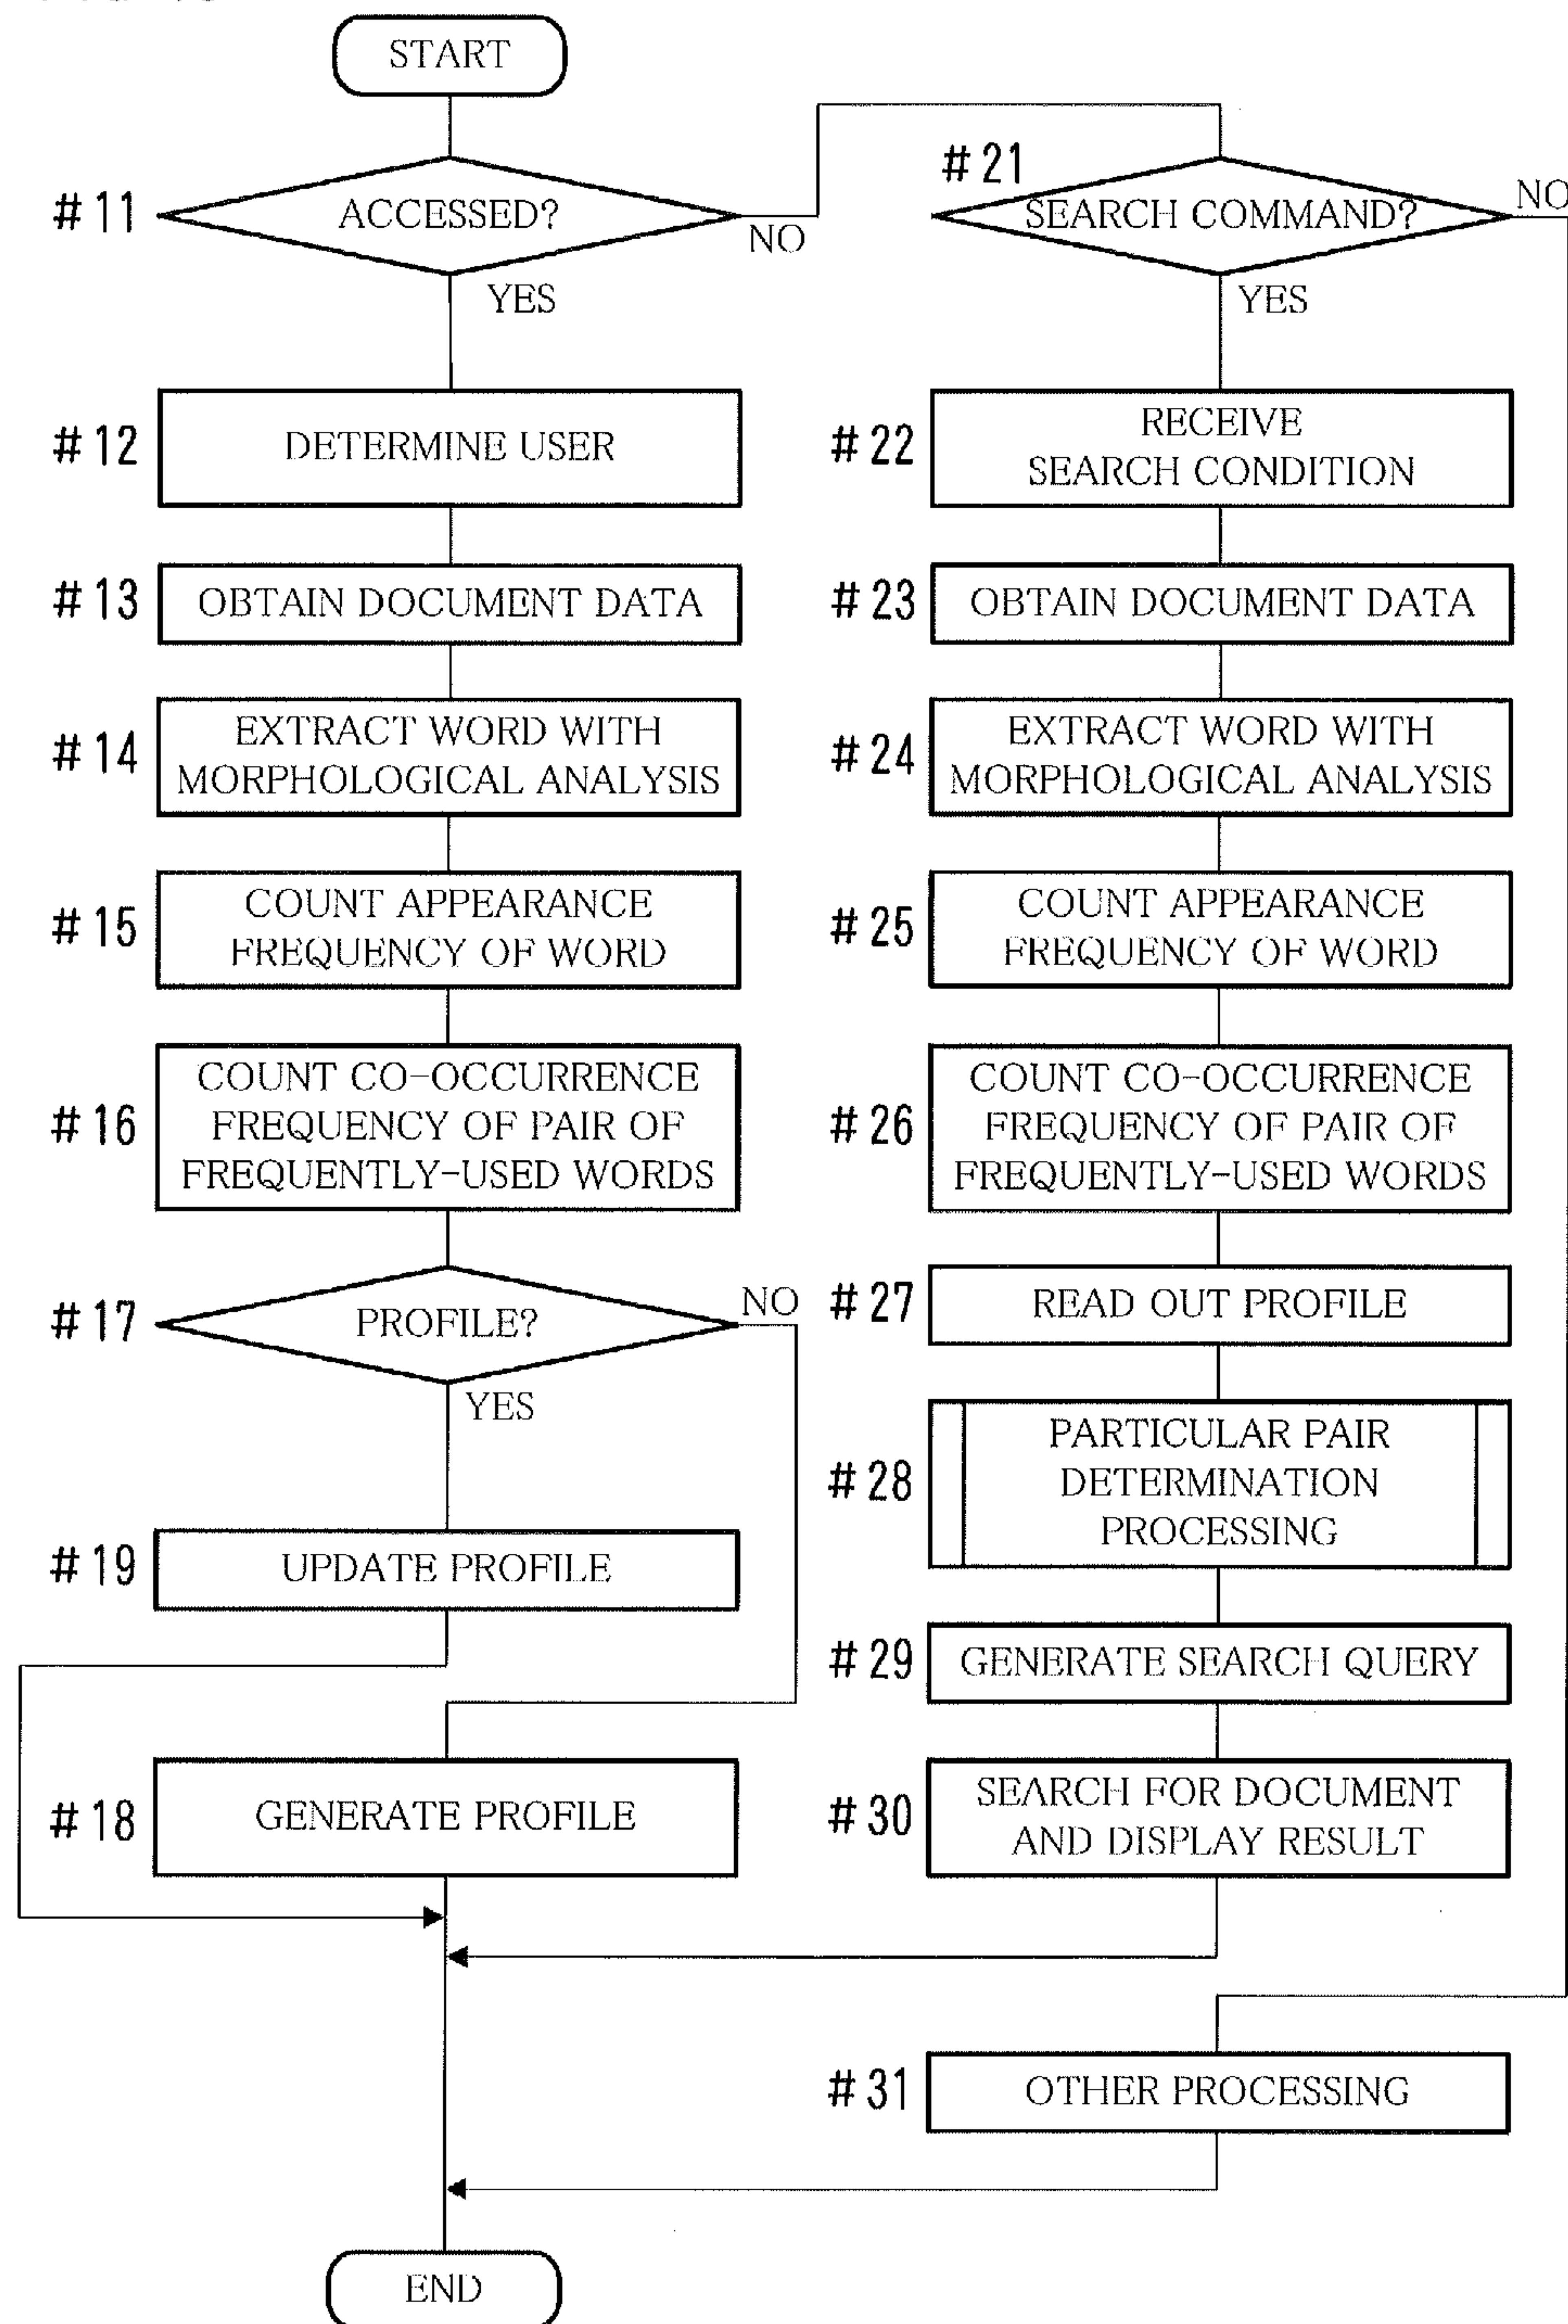 START
#11
ACCESSED?
NO
YES
#12
DETERMINE USER
#13
OBTAIN DOCUMENT DATA
#14
EXTRACT WORD WITH
MORPHOLOGICAL ANALYSIS
#15
COUNT APPEARANCE
FREQUENCY OF WORD
#16
COUNT CO-OCCURRENCE
FREQUENCY OF PAIR OF
FREQUENTLY-USED WORDS
#17
PROFILE?
NO
YES
#19
UPDATE PROFILE
#18
GENERATE PROFILE
#21
SEARCH COMMAND?
NO
YES
#22
RECEIVE
SEARCH CONDITION
#23
OBTAIN DOCUMENT DATA
#24
EXTRACT WORD WITH
MORPHOLOGICAL ANALYSIS
#25
COUNT APPEARANCE
FREQUENCY OF WORD
#26
COUNT CO-OCCURRENCE
FREQUENCY OF PAIR OF
FREQUENTLY-USED WORDS
#27
READ OUT PROFILE
#28
PARTICULAR PAIR
DETERMINATION
PROCESSING
#29
GENERATE SEARCH QUERY
#30
SEARCH FOR DOCUMENT
AND DISPLAY RESULT
#31
OTHER PROCESSING
END